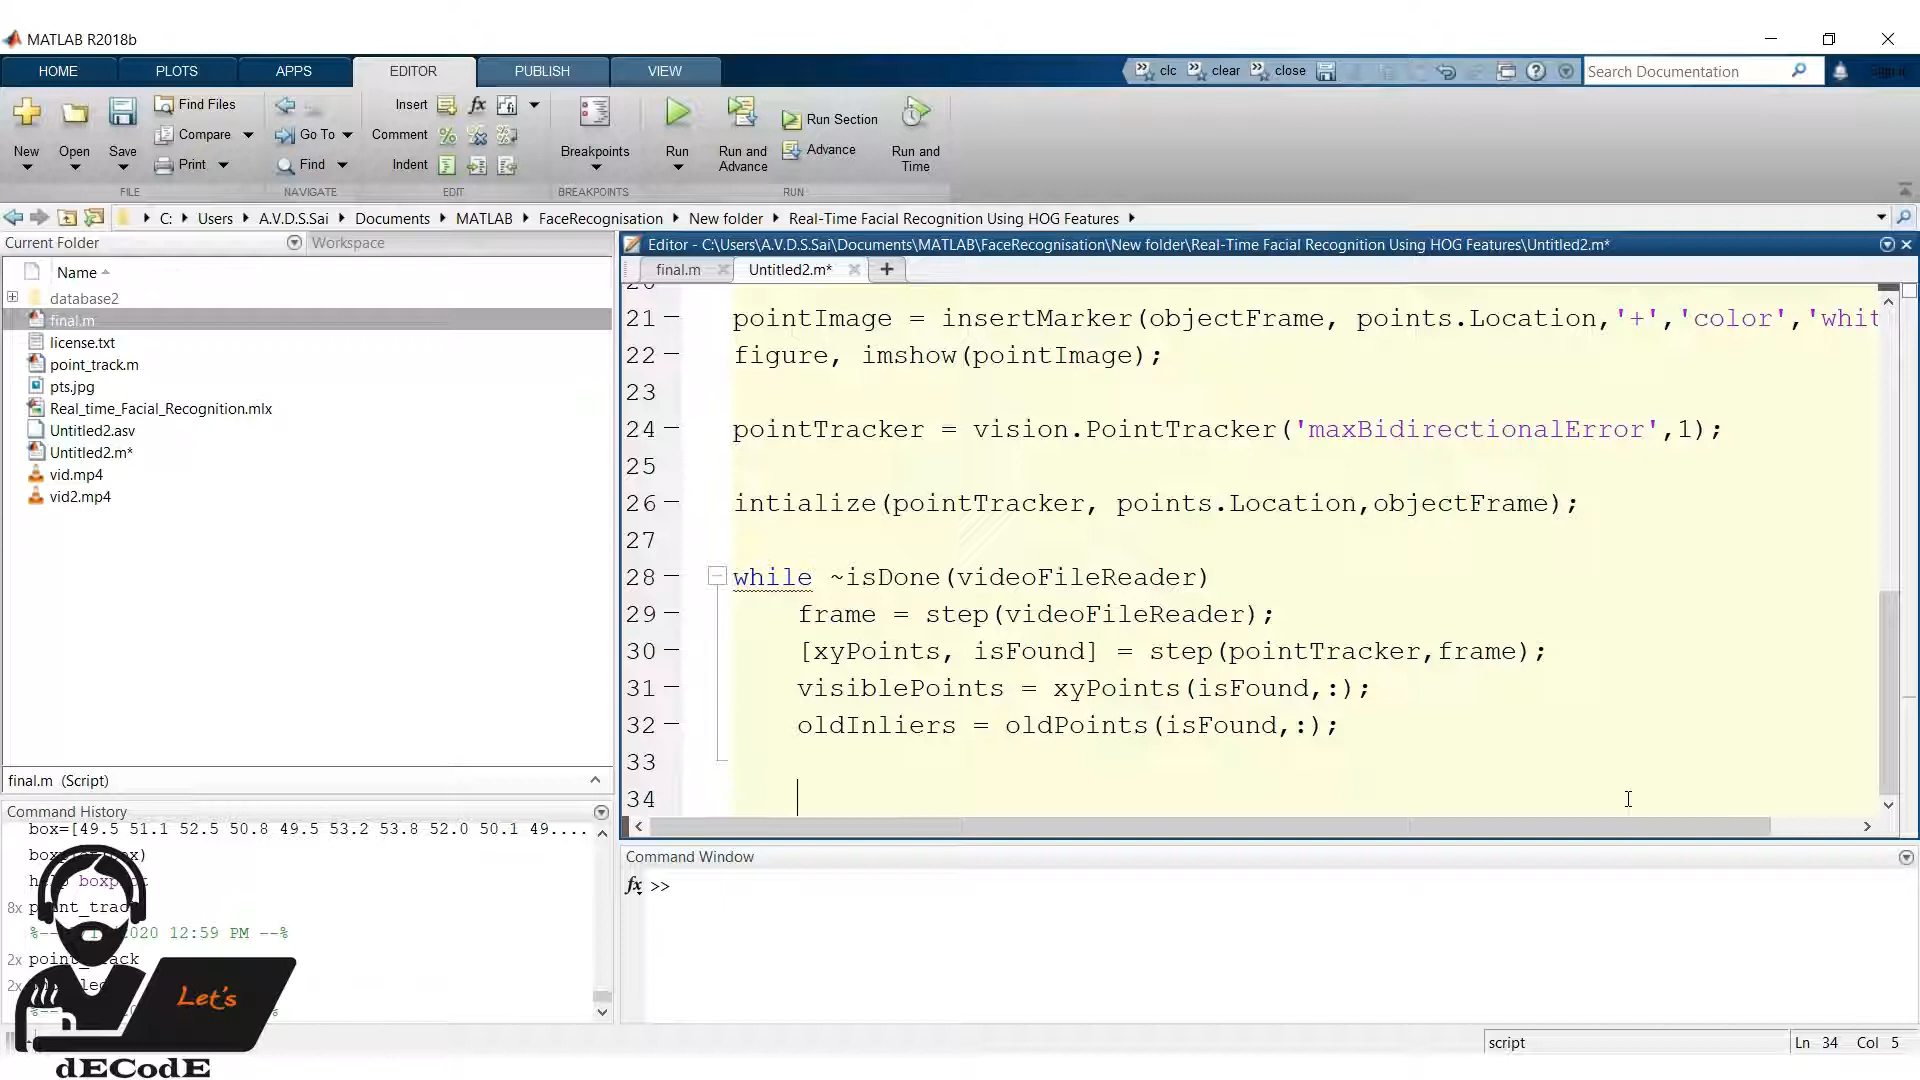 MATLAB R2018b
HOME PLOTS APPS EDITOR PUBLISH VIEW
clc clear close
Search Documentation
New Open Save
Find Files
Compare
Print
FILE
Go To
Find
NAVIGATE
Insert
Comment
Indent
EDIT
Breakpoints
BREAKPOINTS
Run
Run and Advance
Run Section
Advance
Run and Time
RUN
C: Users A.V.D.S.Sai Documents MATLAB FaceRecognisation New folder Real-Time Facial Recognition Using HOG Features
Current Folder
Workspace
Name
database2
final.m
license.txt
point_track.m
pts.jpg
Real_time_Facial_Recognition.mlx
Untitled2.asv
Untitled2.m*
vid.mp4
vid2.mp4
final.m (Script)
Command History
box=[49.5 51.1 52.5 50.8 49.5 53.2 53.8 52.0 50.1 49....
8x
2020 12:59 PM --%
2x
2x
Let's
dECodE
Editor - C:\Users\A.V.D.S.Sai\Documents\MATLAB\FaceRecognisation\New folder\Real-Time Facial Recognition Using HOG Features\Untitled2.m*
final.m Untitled2.m*
21 pointImage = insertMarker(objectFrame, points.Location,'+','color','whit
22 figure, imshow(pointImage);
23
24 pointTracker = vision.PointTracker('maxBidirectionalError',1);
25
26 intialize(pointTracker, points.Location,objectFrame);
27
28 while ~isDone(videoFileReader)
29 frame = step(videoFileReader);
30 [xyPoints, isFound] = step(pointTracker,frame);
31 visiblePoints = xyPoints(isFound,:);
32 oldInliers = oldPoints(isFound,:);
33
34
Command Window
fx >>
script
Ln 34 Col 5